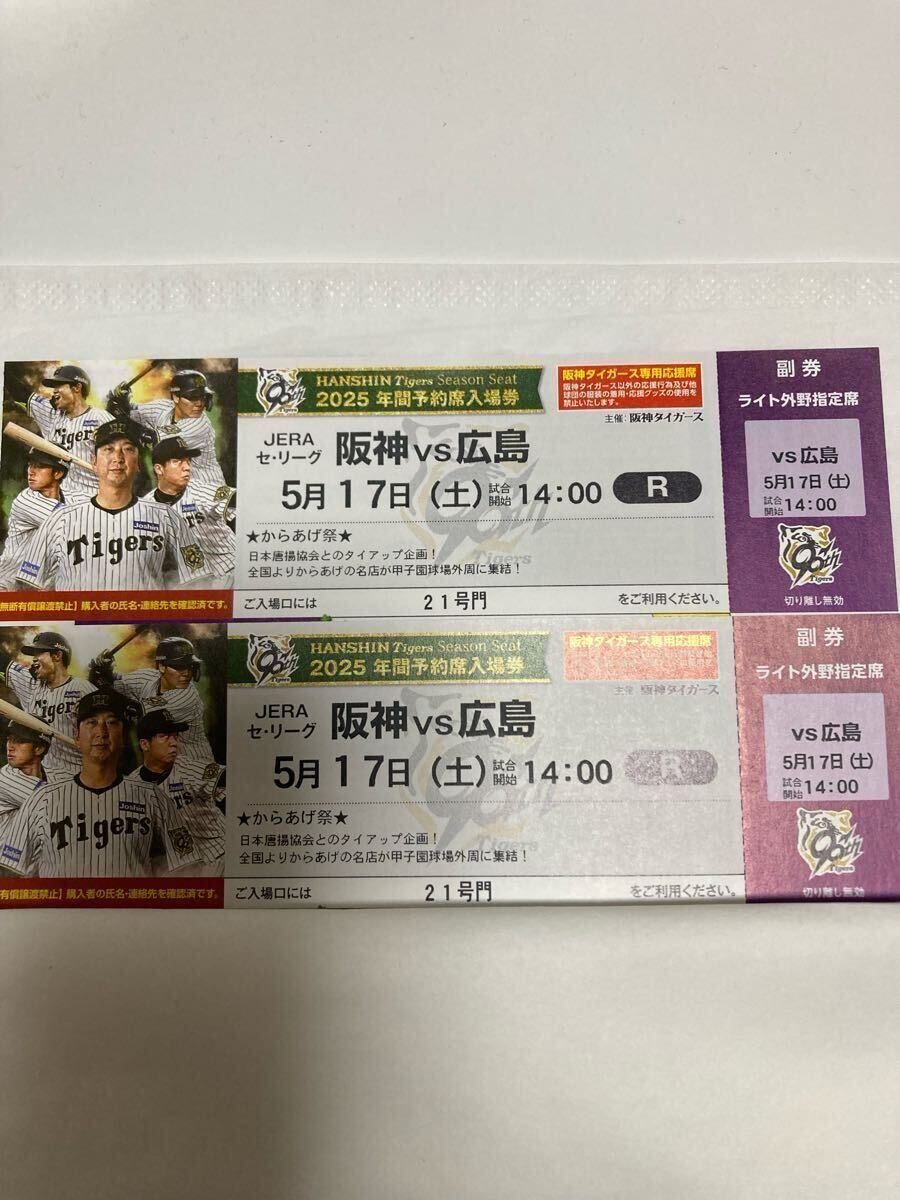 HANSHIN Tigers Season Seat
2025 年間予約席入場券
阪神タイガース専用応援席
阪神タイガース以外の応援行為及び他
球団の服装の着用・応援グッズの使用を
禁止いたします。
主催:阪神タイガース
JERA
セ・リーグ
阪神 vs 広島
5月17日(土) 試合開始 14:00 R
★からあげ祭★
日本唐揚協会とのタイアップ企画!
全国よりからあげの名店が甲子園球場外周に集結!
無断有償譲渡禁止】購入者の氏名・連絡先を確認済です。
ご入場口には 21号門 をご利用ください。
副券
ライト外野指定席
vs 広島
5月17日(土)
試合開始 14:00
90th
Tigers
切り離し無効
Tigers
Joshin
HANSHIN Tigers Season Seat
2025 年間予約席入場券
阪神タイガース専用応援席
主催:阪神タイガース
JERA
セ・リーグ
阪神 vs 広島
5月17日(土) 試合開始 14:00 R
★からあげ祭★
日本唐揚協会とのタイアップ企画!
全国よりからあげの名店が甲子園球場外周に集結!
有償譲渡禁止】購入者の氏名・連絡先を確認済です。
ご入場口には 21号門 をご利用ください。
副券
ライト外野指定席
vs 広島
5月17日(土)
試合開始 14:00
90th
Tigers
切り離し無効
Tigers
Joshin